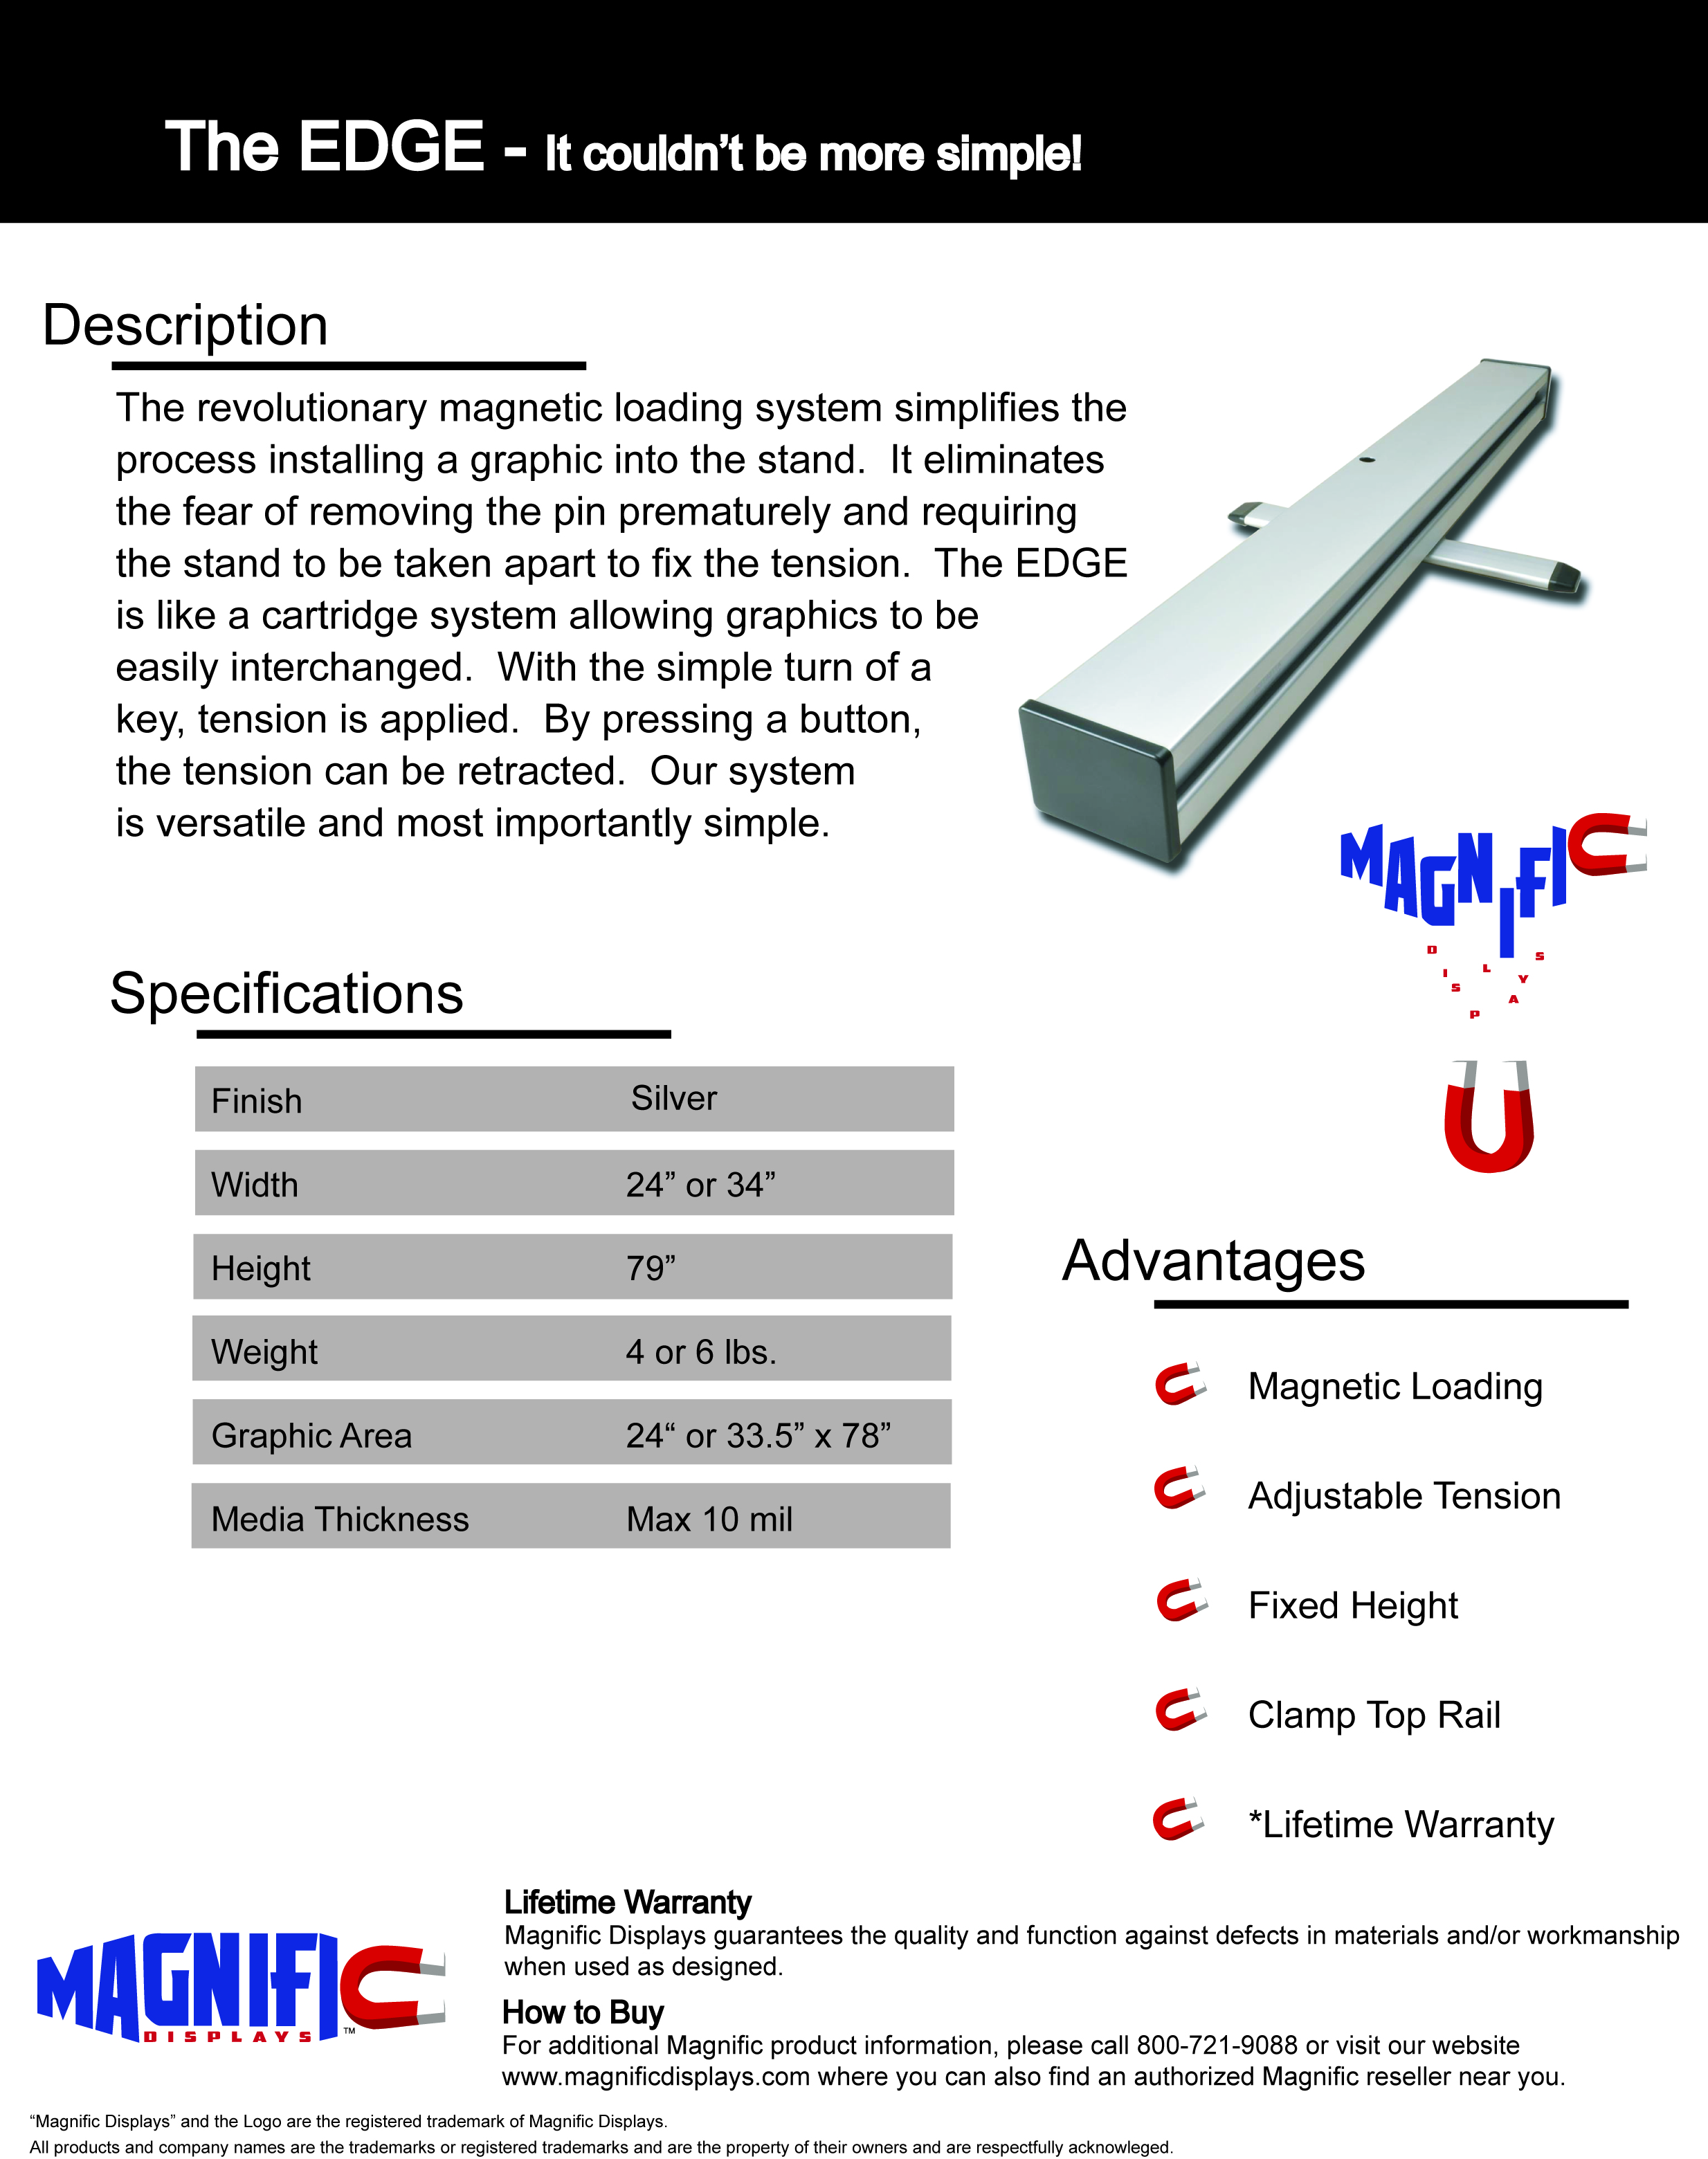 The EDGE - It couldn’t be more simple!
Description
The revolutionary magnetic loading system simplifies the
process installing a graphic into the stand.  It eliminates
the fear of removing the pin prematurely and requiring
the stand to be taken apart to fix the tension.  The EDGE
is like a cartridge system allowing graphics to be
easily interchanged.  With the simple turn of a
key, tension is applied.  By pressing a button,
the tension can be retracted.  Our system
is versatile and most importantly simple.
MAGNIFIC
DISPLAYS
Specifications
Finish Silver
Width 24” or 34”
Height 79”
Weight 4 or 6 lbs.
Graphic Area 24“ or 33.5” x 78”
Media Thickness Max 10 mil
Advantages
Magnetic Loading
Adjustable Tension
Fixed Height
Clamp Top Rail
*Lifetime Warranty
MAGNIFIC
DISPLAYS ™
Lifetime Warranty
Magnific Displays guarantees the quality and function against defects in materials and/or workmanship
when used as designed.
How to Buy
For additional Magnific product information, please call 800-721-9088 or visit our website
www.magnificdisplays.com where you can also find an authorized Magnific reseller near you.
“Magnific Displays” and the Logo are the registered trademark of Magnific Displays.
All products and company names are the trademarks or registered trademarks and are the property of their owners and are respectfully acknowleged.